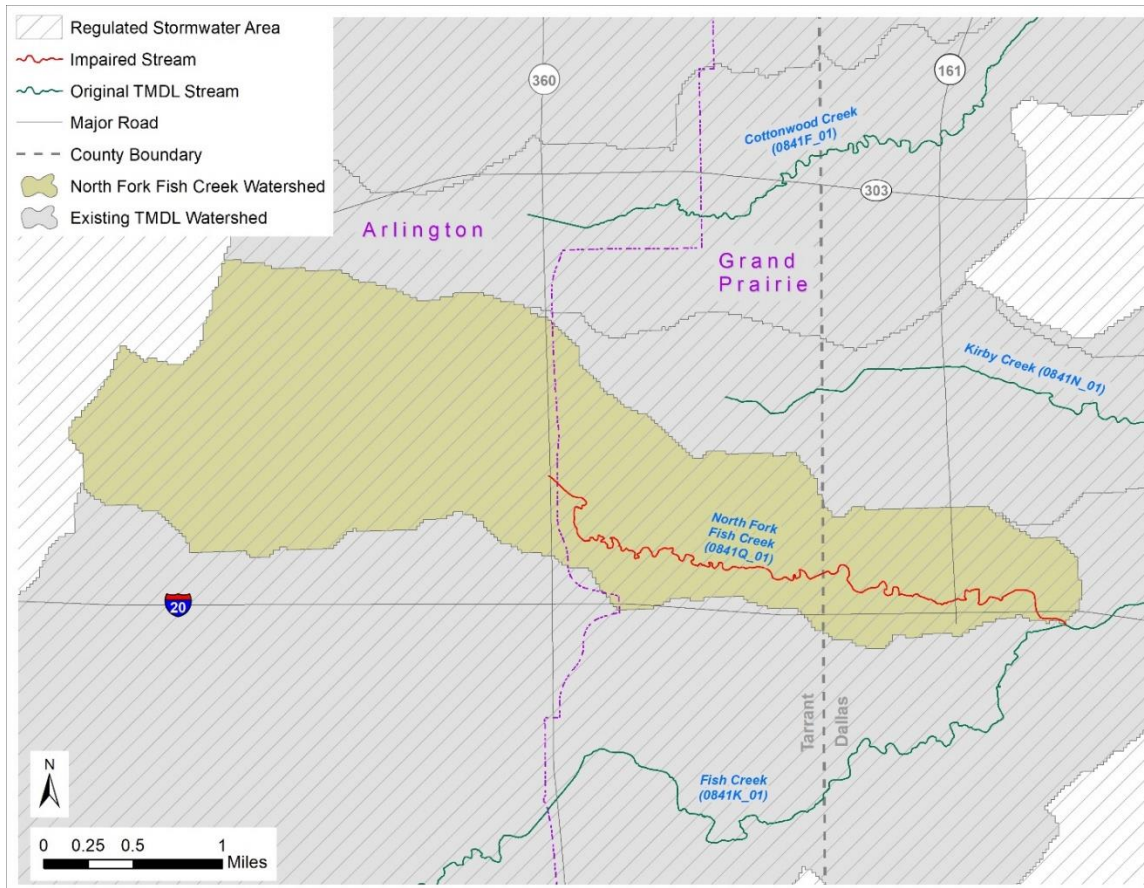 Regulated Stormwater Area
Impaired Stream
Original TMDL Stream
Major Road
County Boundary
North Fork Fish Creek Watershed
Existing TMDL Watershed
360
161
Cottonwood Creek
(0841F_01)
303
Arlington
Grand
Prairie
Kirby Creek (0841N_01)
North Fork
Fish Creek
(0841Q_01)
20
Tarrant
Dallas
Fish Creek
(0841K_01)
N
0 0.25 0.5 1
Miles